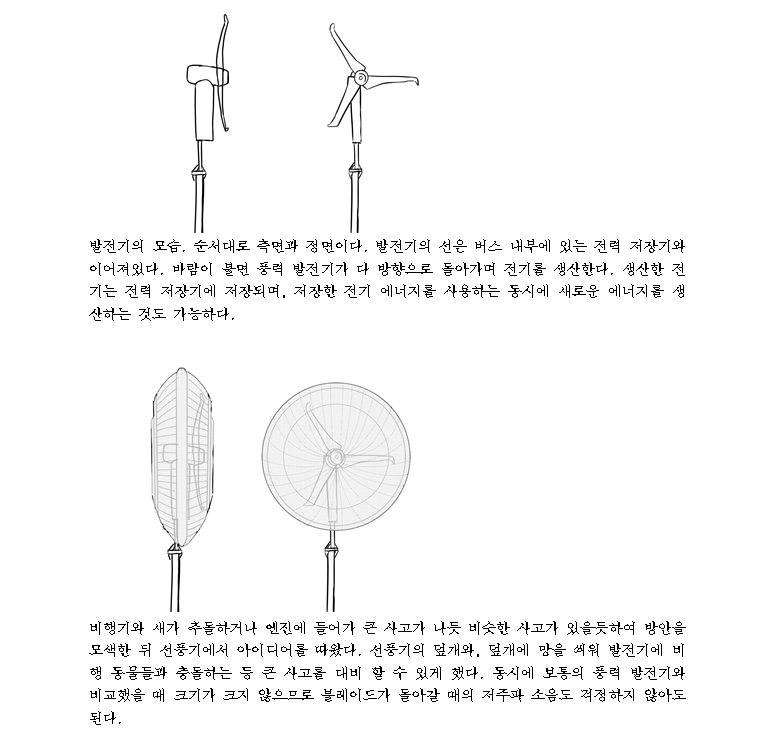 발전기의 모습. 순서대로 측면과 정면이다. 발전기의 선은 버스 내부에 있는 전력 저장기와
이어져있다. 바람이 불면 풍력 발전기가 다 방향으로 돌아가며 전기를 생산한다. 생산한 전
기는 전력 저장기에 저장되며, 저장한 전기 에너지를 사용하는 동시에 새로운 에너지를 생
산하는 것도 가능하다.
비행기와 새가 추돌하거나 엔진에 들어가 큰 사고가 나듯 비슷한 사고가 있을듯하여 방안을
모색한 뒤 선풍기에서 아이디어를 따왔다. 선풍기의 덮개와, 덮개에 망을 씌워 발전기에 비
행 동물들과 충돌하는 등 큰 사고를 대비 할 수 있게 했다. 동시에 보통의 풍력 발전기와
비교했을 때 크기가 크지 않으므로 블레이드가 돌아갈 때의 저주파 소음도 걱정하지 않아도
된다.